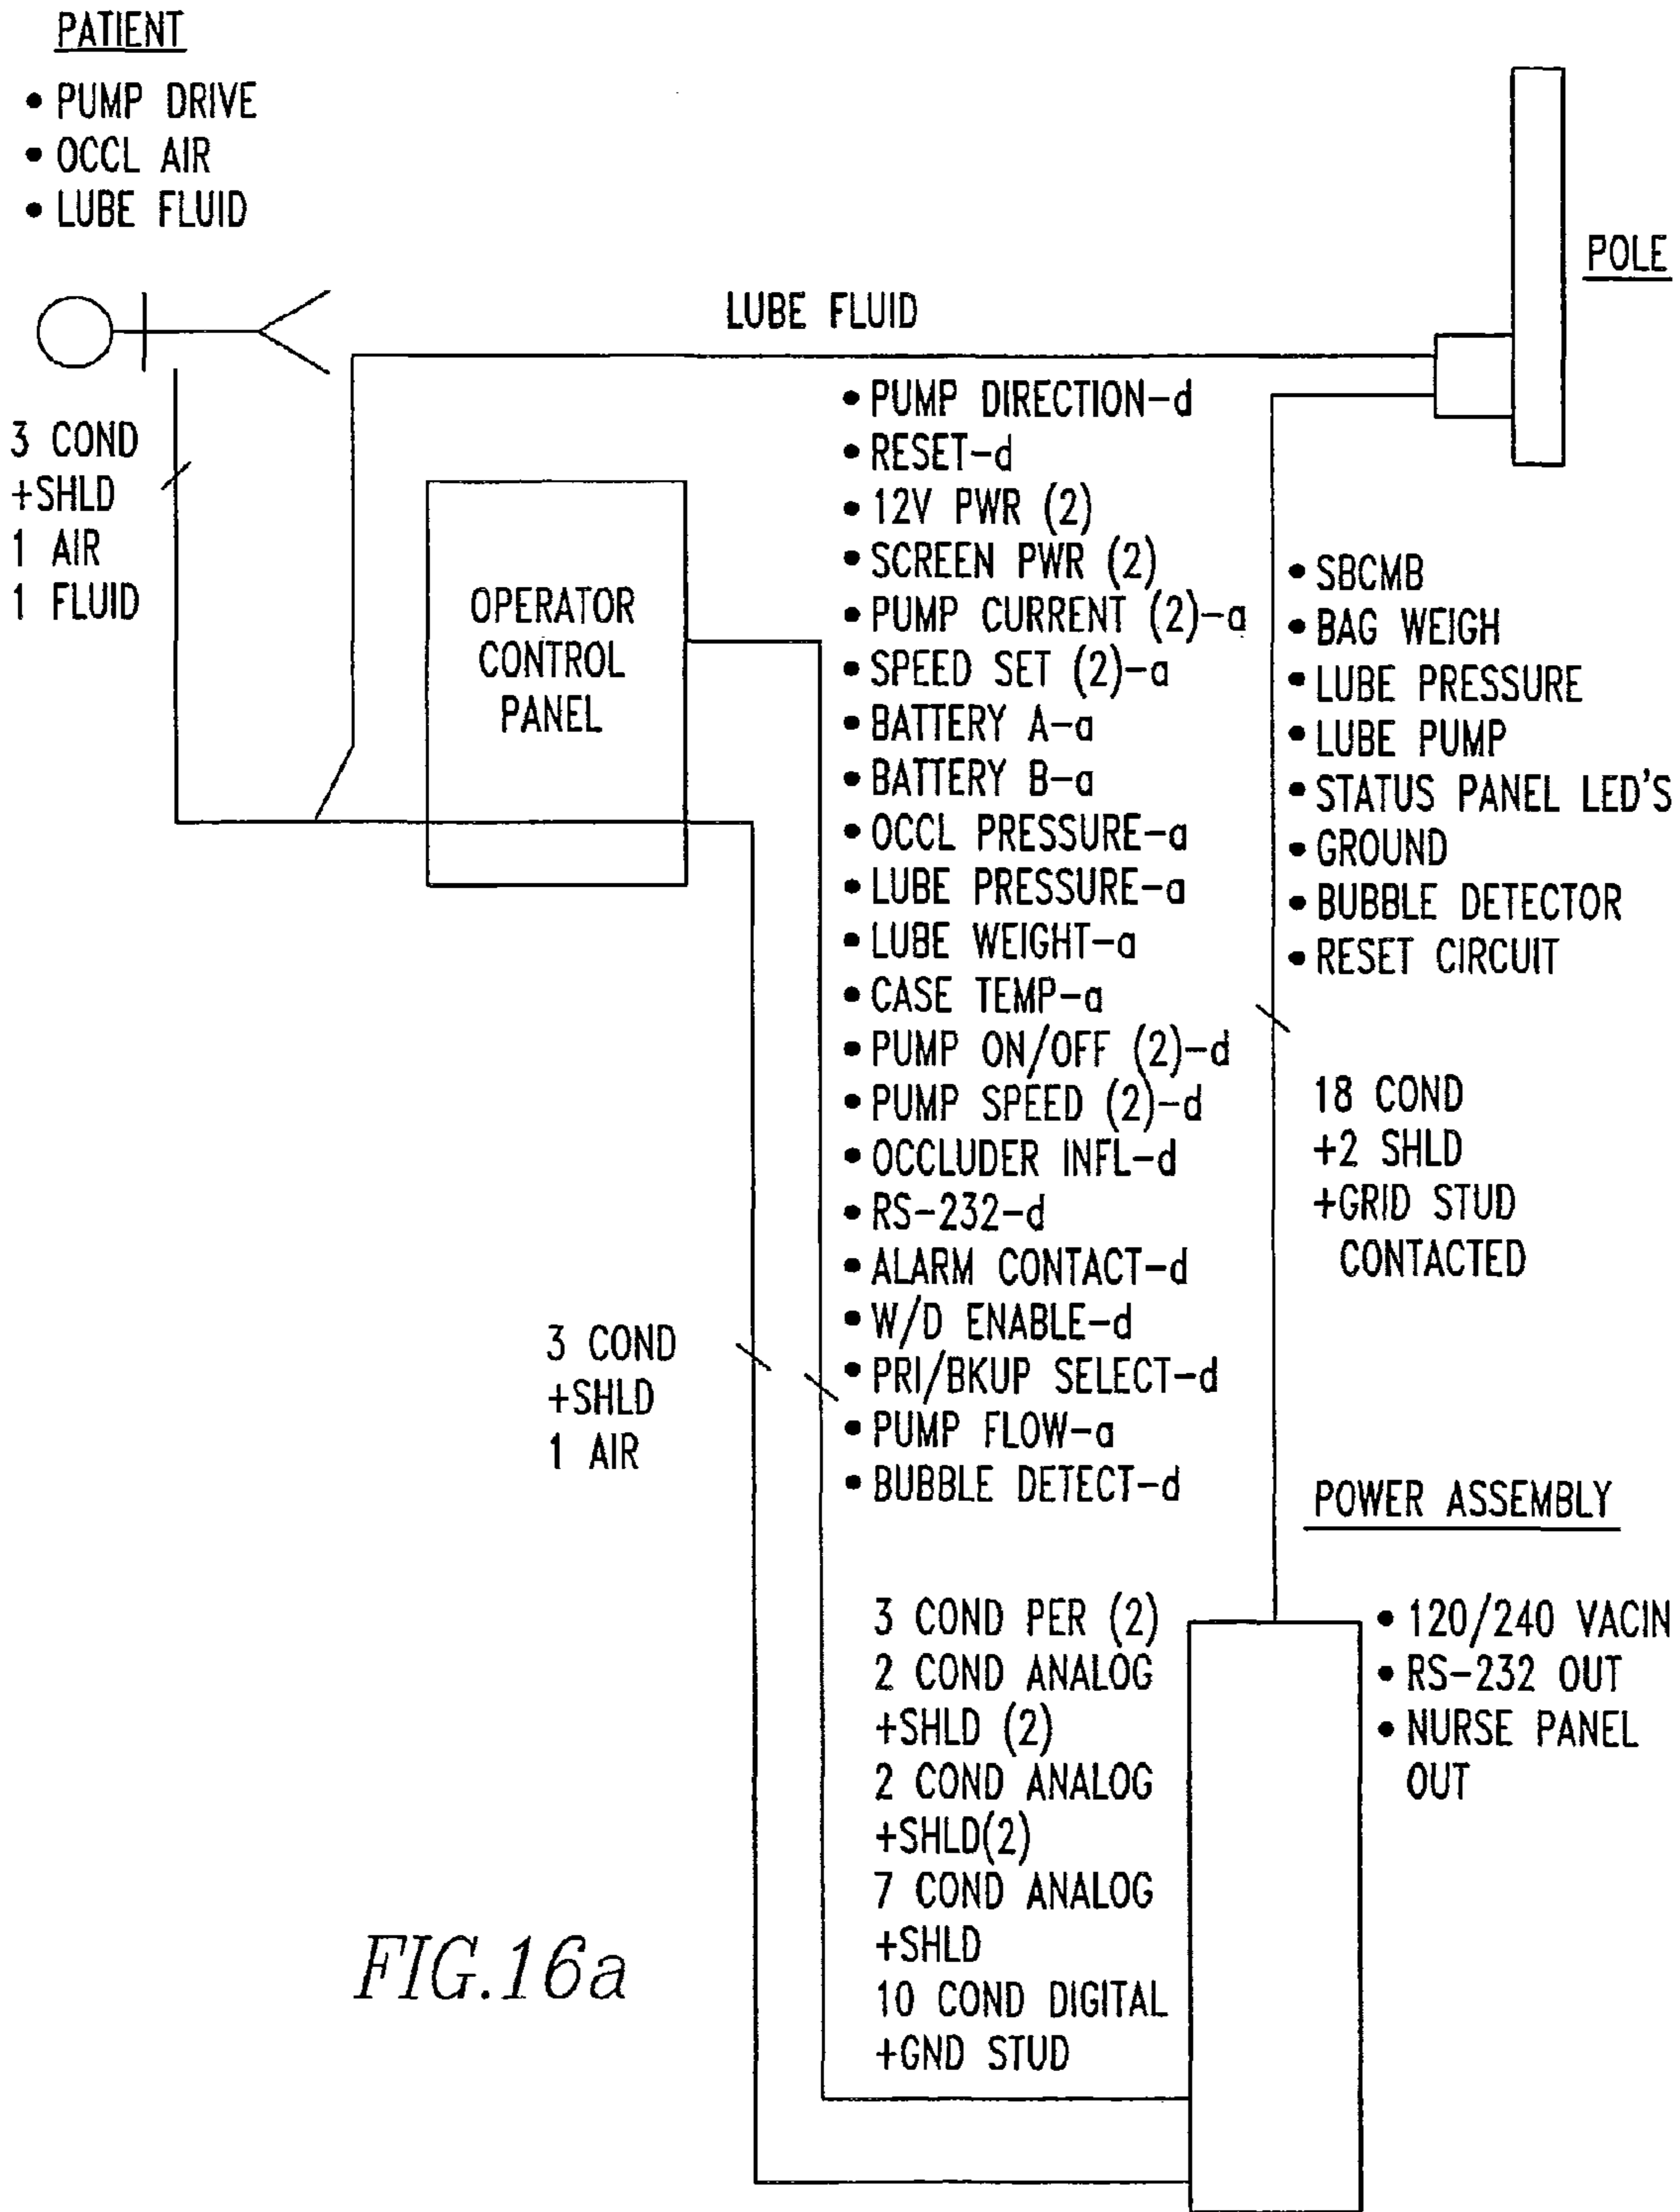 PATIENT
• PUMP DRIVE
• OCCL AIR
• LUBE FLUID
POLE
LUBE FLUID
3 COND
+SHLD
1 AIR
1 FLUID
OPERATOR
CONTROL
PANEL
• PUMP DIRECTION-d
• RESET-d
• 12V PWR (2)
• SCREEN PWR (2)
• PUMP CURRENT (2)-a
• SPEED SET (2)-a
• BATTERY A-a
• BATTERY B-a
• OCCL PRESSURE-a
• LUBE PRESSURE-a
• LUBE WEIGHT-a
• CASE TEMP-a
• PUMP ON/OFF (2)-d
• PUMP SPEED (2)-d
• OCCLUDER INFL-d
• RS-232-d
• ALARM CONTACT-d
• W/D ENABLE-d
• PRI/BKUP SELECT-d
• PUMP FLOW-a
• BUBBLE DETECT-d
• SBCMB
• BAG WEIGH
• LUBE PRESSURE
• LUBE PUMP
• STATUS PANEL LED'S
• GROUND
• BUBBLE DETECTOR
• RESET CIRCUIT
18 COND
+2 SHLD
+GRID STUD
CONTACTED
3 COND
+SHLD
1 AIR
POWER ASSEMBLY
3 COND PER (2)
2 COND ANALOG
+SHLD (2)
2 COND ANALOG
+SHLD(2)
7 COND ANALOG
+SHLD
10 COND DIGITAL
+GND STUD
• 120/240 VACIN
• RS-232 OUT
• NURSE PANEL
OUT
FIG.16a